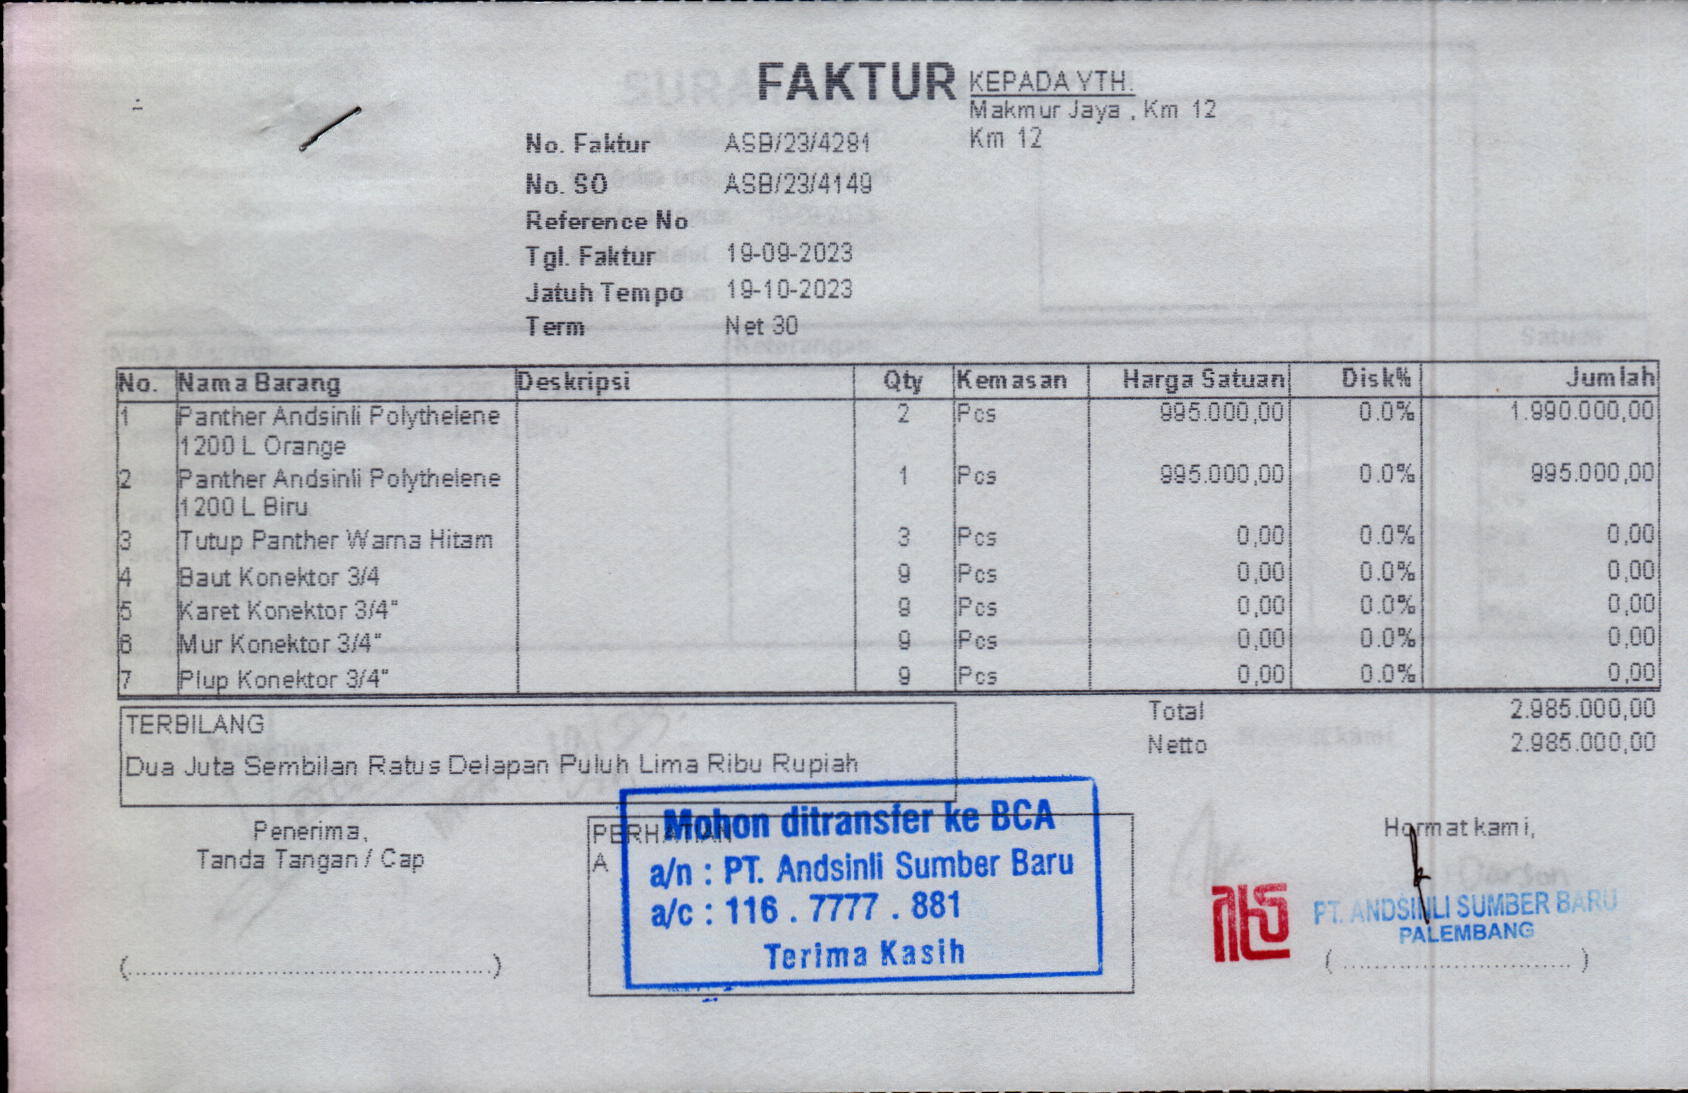 FAKTUR
KEPADA YTH.
Makmur Jaya , Km 12
Km 12
No. Faktur ASB/23/4281
No. SO ASB/23/4149
Reference No
Tgl. Faktur 19-09-2023
Jatuh Tempo 19-10-2023
Term Net 30
No. Nama Barang Deskripsi Qty Kemasan Harga Satuan Disk% Jumlah
1 Panther Andsinli Polythelene 2 Pcs 995.000,00 0.0% 1.990.000,00
1200 L Orange
2 Panther Andsinli Polythelene 1 Pcs 995.000,00 0.0% 995.000,00
1200 L Biru
3 Tutup Panther Warna Hitam 3 Pcs 0,00 0.0% 0,00
4 Baut Konektor 3/4 9 Pcs 0,00 0.0% 0,00
5 Karet Konektor 3/4" 9 Pcs 0,00 0.0% 0,00
6 Mur Konektor 3/4" 9 Pcs 0,00 0.0% 0,00
7 Plup Konektor 3/4" 9 Pcs 0,00 0.0% 0,00
Total 2.985.000,00
Netto 2.985.000,00
TERBILANG
Dua Juta Sembilan Ratus Delapan Puluh Lima Ribu Rupiah
Penerima,
Tanda Tangan / Cap
(..........................................)
PERHATIAN
A
Mohon ditransfer ke BCA
a/n : PT. Andsinli Sumber Baru
a/c : 116 . 7777 . 881
Terima Kasih
Hormat kami,
PT. ANDSINLI SUMBER BARU
PALEMBANG
(............................)